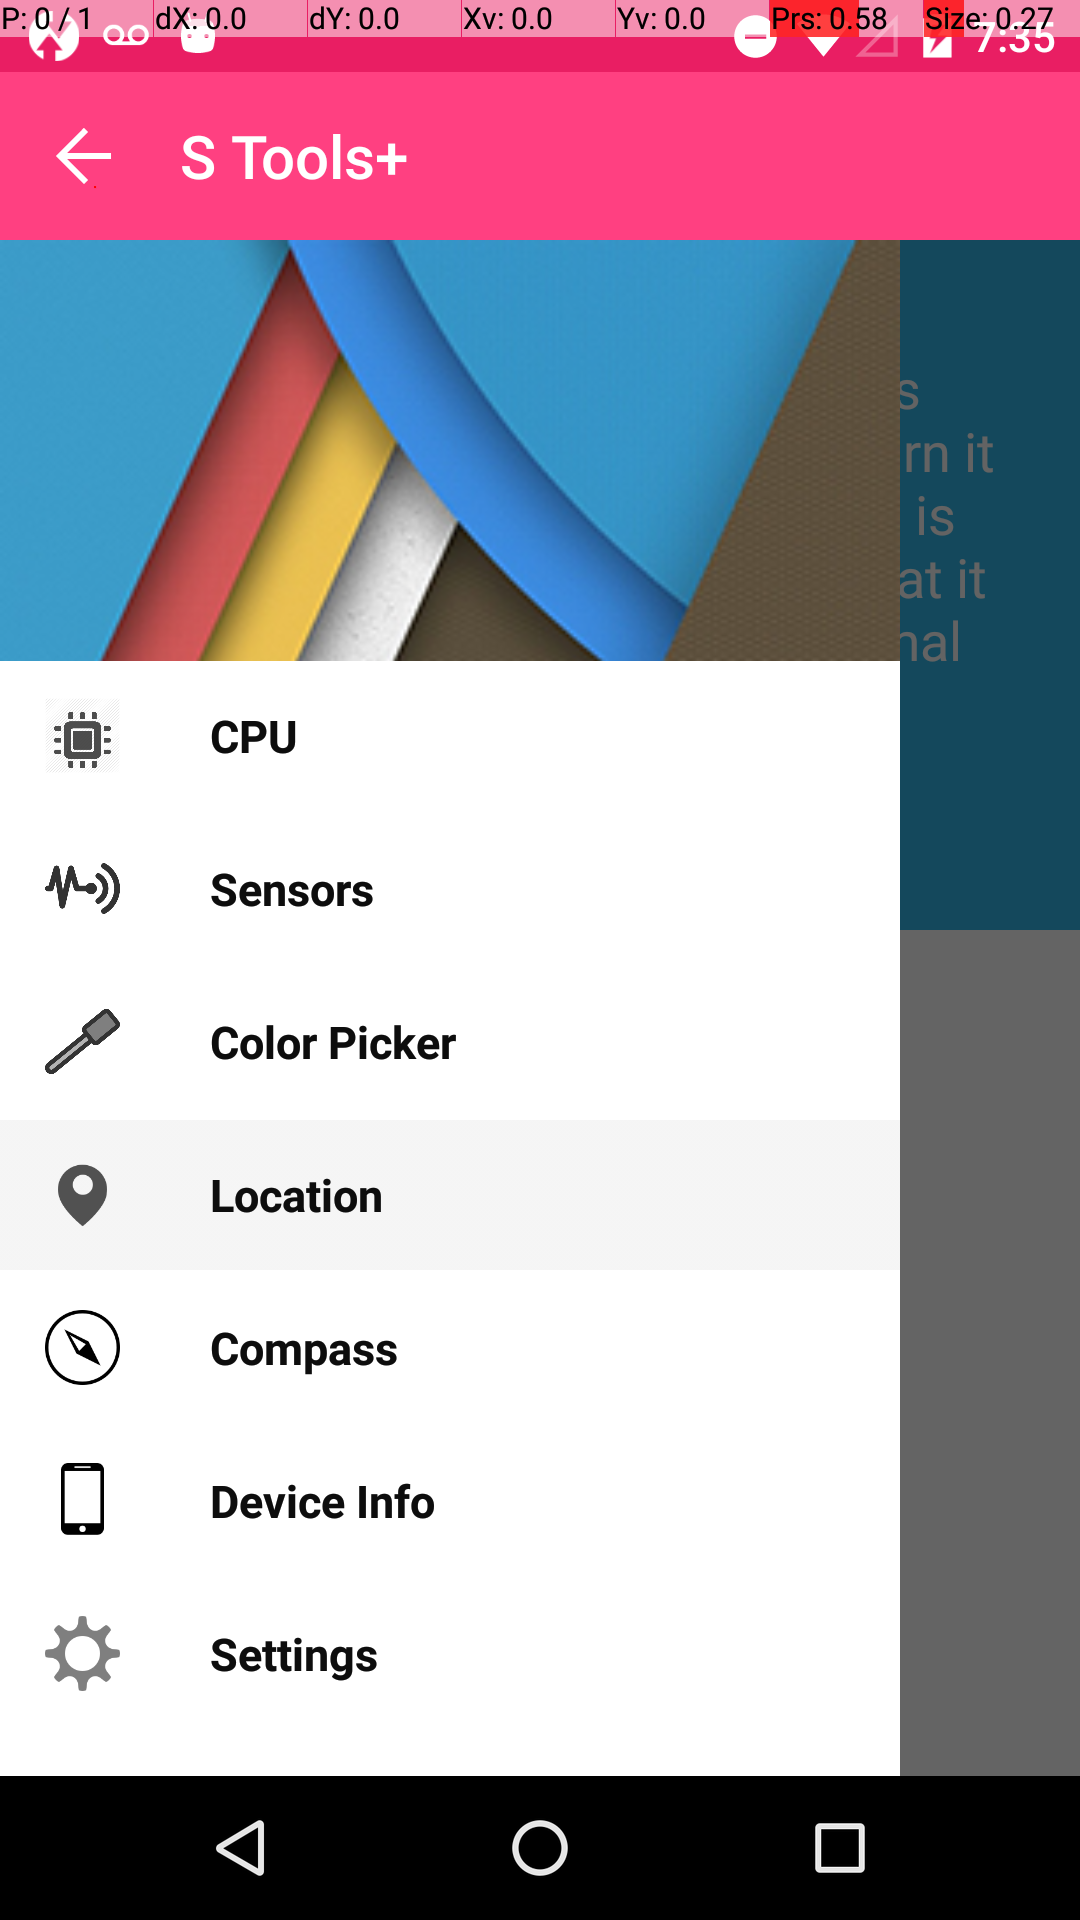 P: 0 / 1 dX: 0.0 dY: 0.0 Xv: 0.0 Yv: 0.0 Prs: 0.58 Size: 0.27
7:35
S Tools+
s
rn it
is
at it
nal
CPU
Sensors
Color Picker
Location
Compass
Device Info
Settings